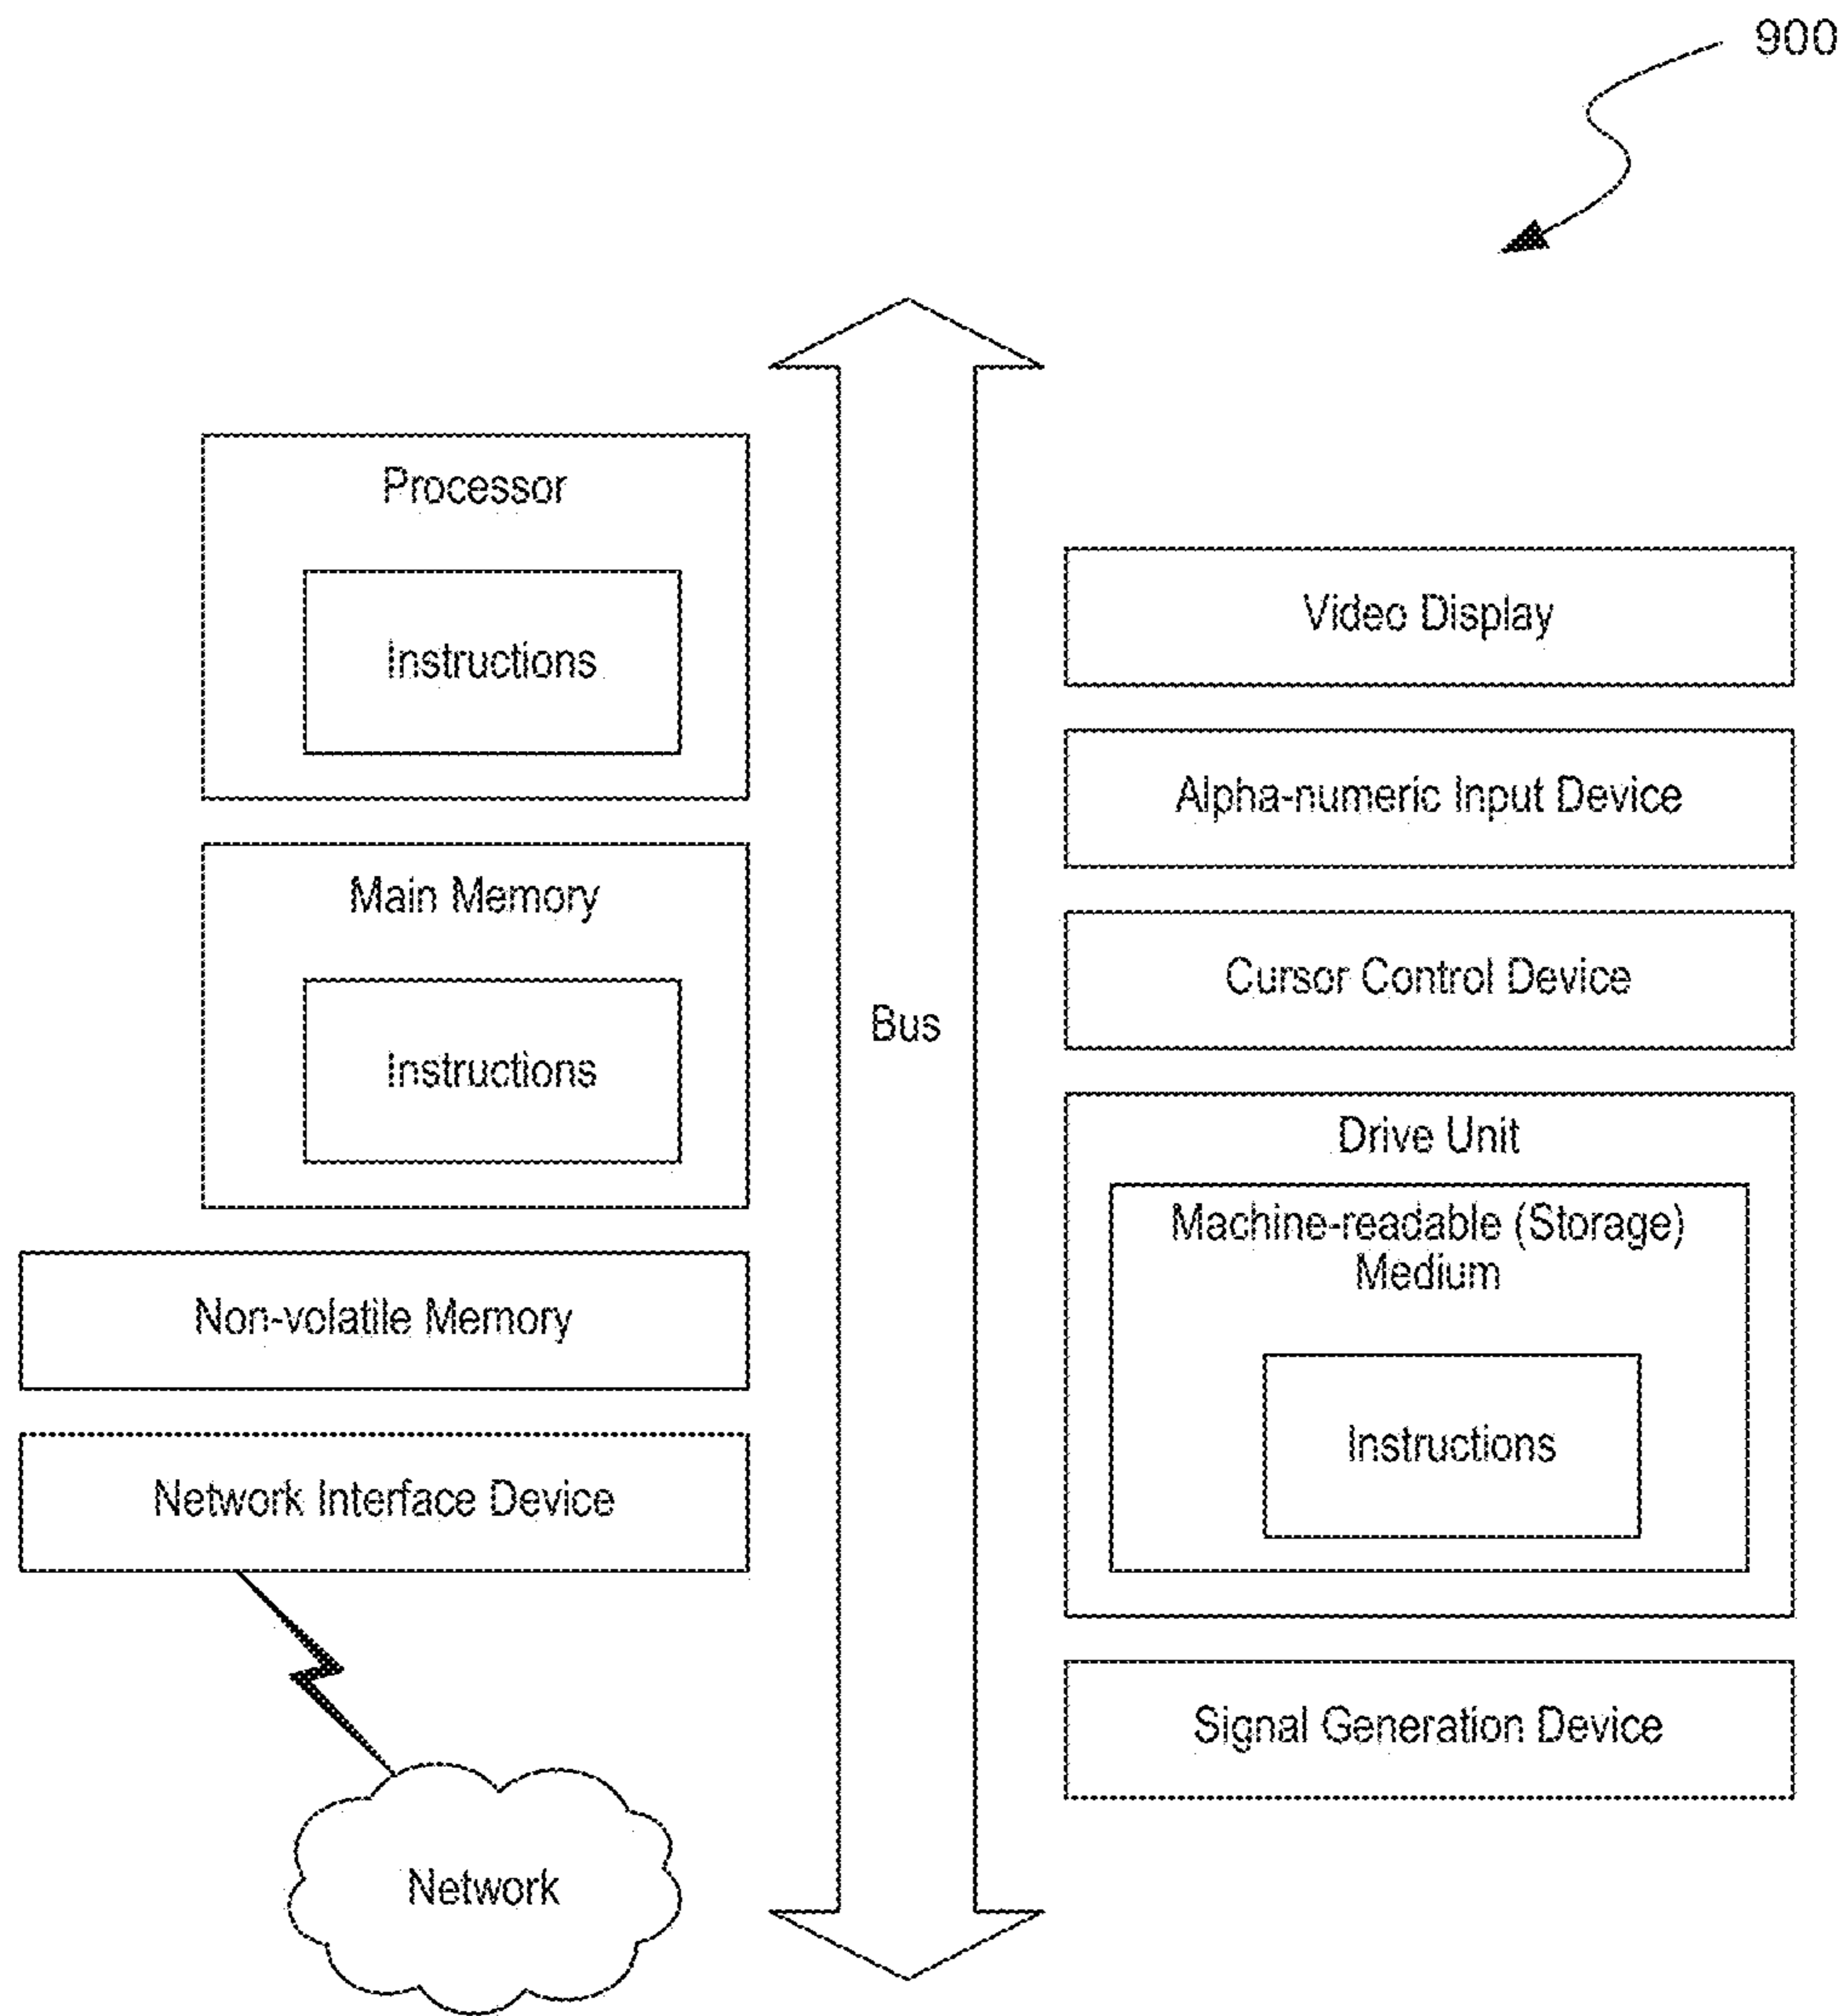 900
Processor
Instructions
Main Memory
Instructions
Non-volatile Memory
Network Interface Device
Network
Bus
Video Display
Alpha-numeric Input Device
Cursor Control Device
Drive Unit
Machine-readable (Storage)
Medium
Instructions
Signal Generation Device